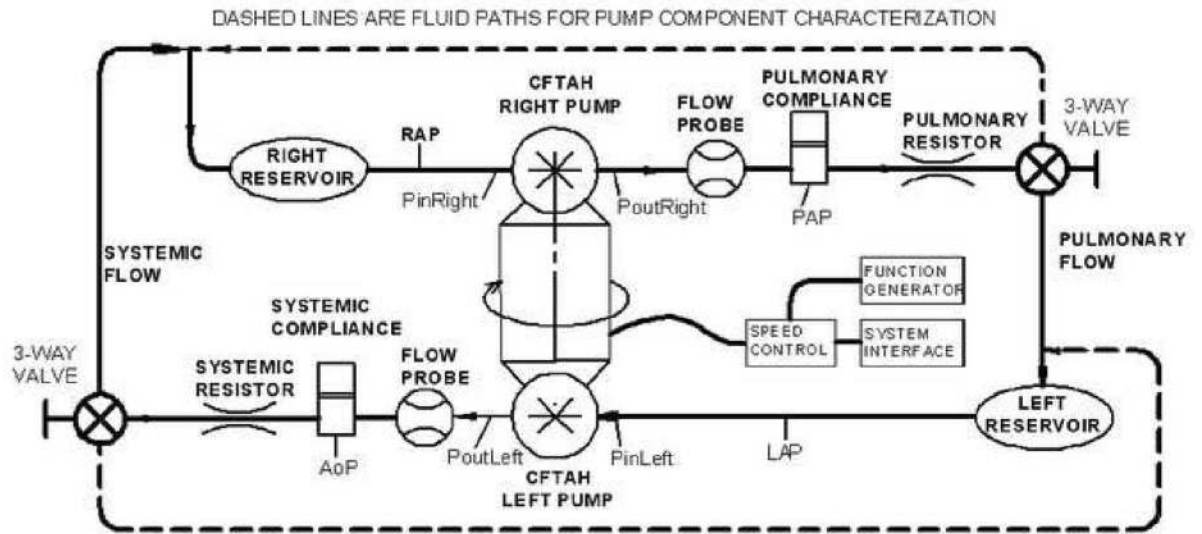 DASHED LINES ARE FLUID PATHS FOR PUMP COMPONENT CHARACTERIZATION
CFTAH
RIGHT PUMP
FLOW
PROBE
PULMONARY
COMPLIANCE
PULMONARY
RESISTOR
3-WAY
VALVE
RAP
RIGHT
RESERVOIR
PinRight
PoutRight
PAP
SYSTEMIC
FLOW
PULMONARY
FLOW
FUNCTION
GENERATOR
SPEED
CONTROL
SYSTEM
INTERFACE
SYSTEMIC
COMPLIANCE
3-WAY
VALVE
SYSTEMIC
RESISTOR
FLOW
PROBE
LEFT
RESERVOIR
AoP
PoutLeft
PinLeft
LAP
CFTAH
LEFT PUMP